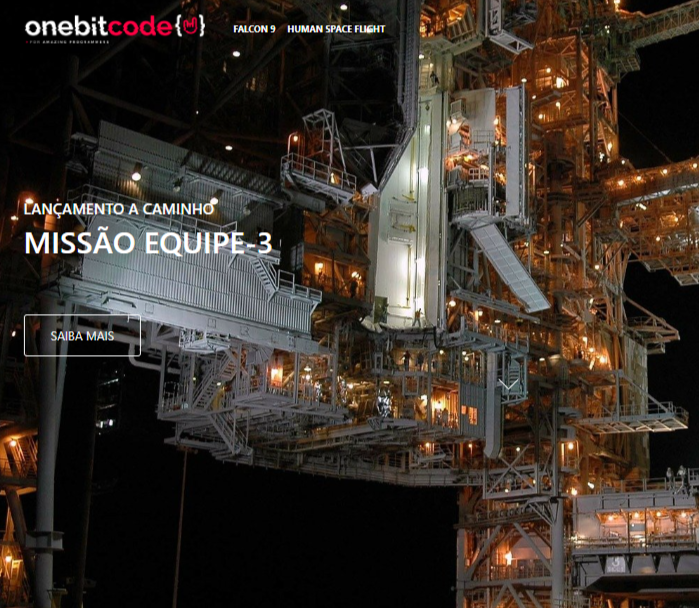 onebitcode{}
FOR AMAZING PROGRAMMERS
FALCON 9
HUMAN SPACE FLIGHT
LANÇAMENTO A CAMINHO
MISSÃO EQUIPE-3
SAIBA MAIS